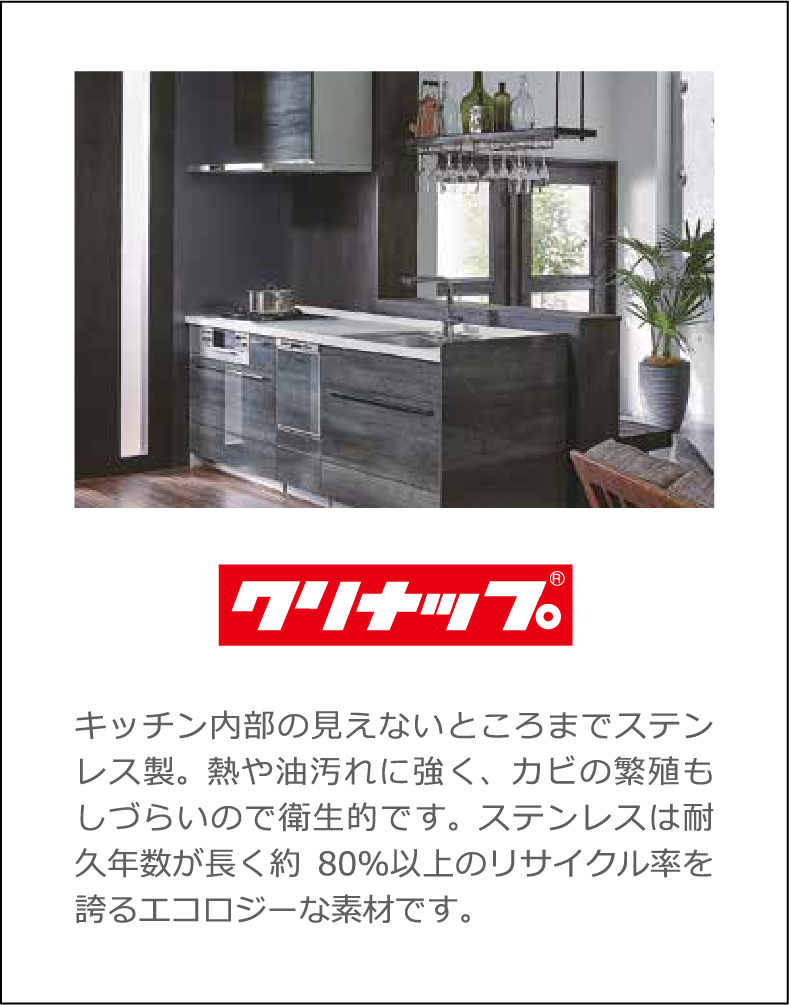 クリナップ®
キッチン内部の見えないところまでステン
レス製。熱や油汚れに強く、カビの繁殖も
しづらいので衛生的です。ステンレスは耐
久年数が長く約 80%以上のリサイクル率を
誇るエコロジーな素材です。